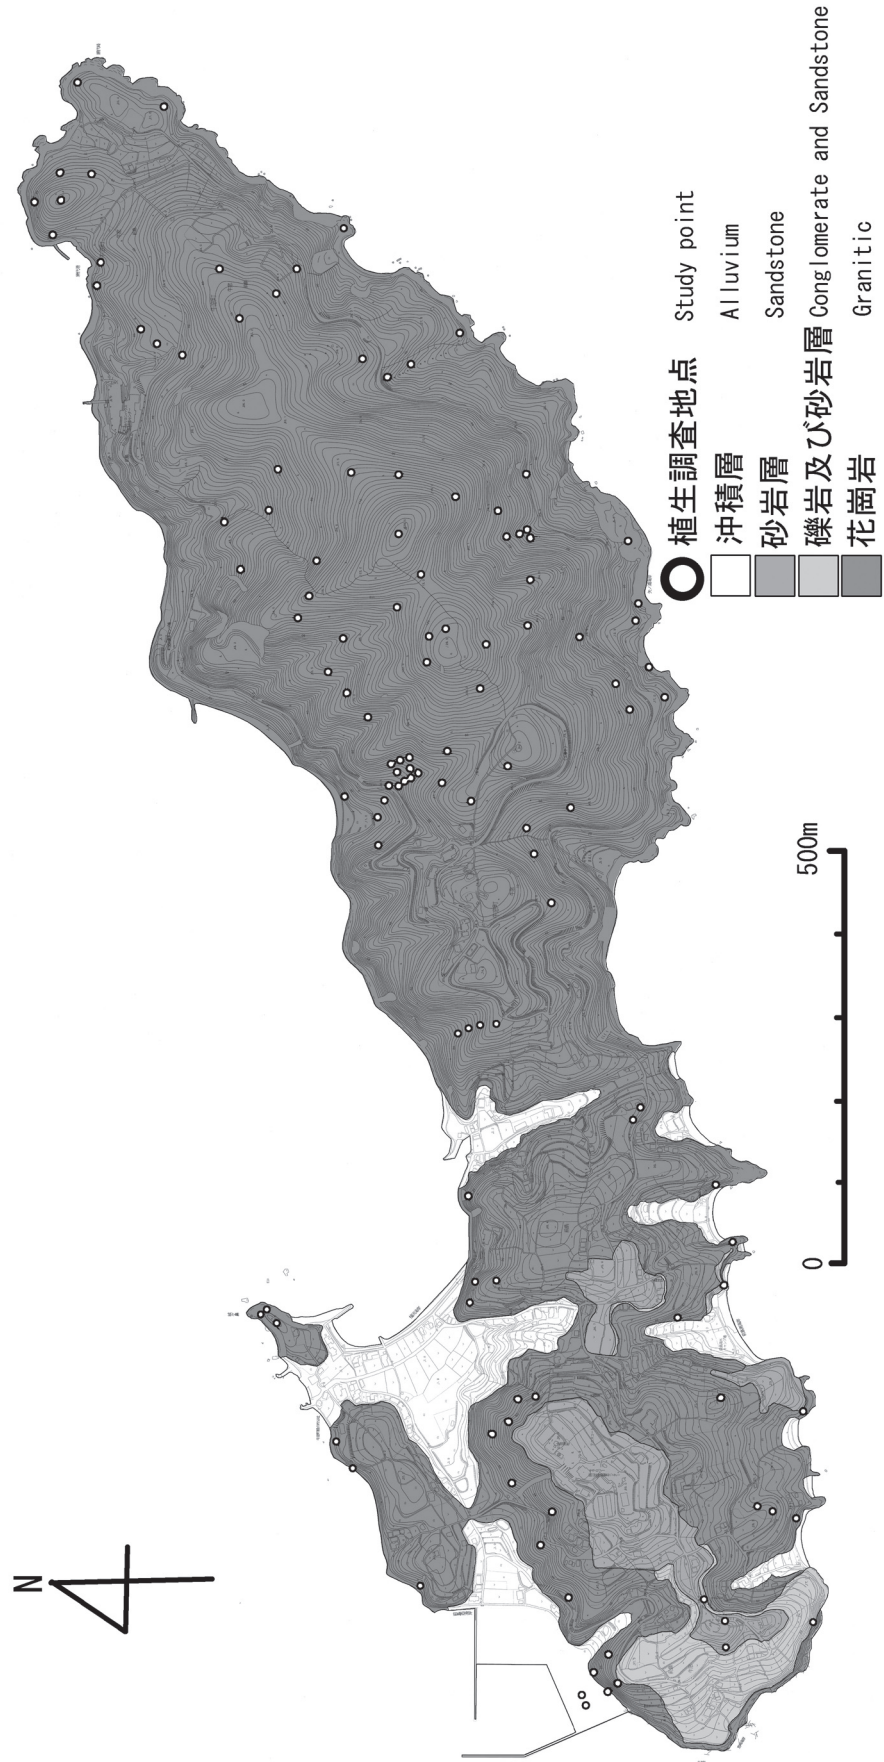 N
0
500m
植生調査地点 Study point
沖積層 Alluvium
砂岩層 Sandstone
礫岩及び砂岩層 Conglomerate and Sandstone
花崗岩 Granitic